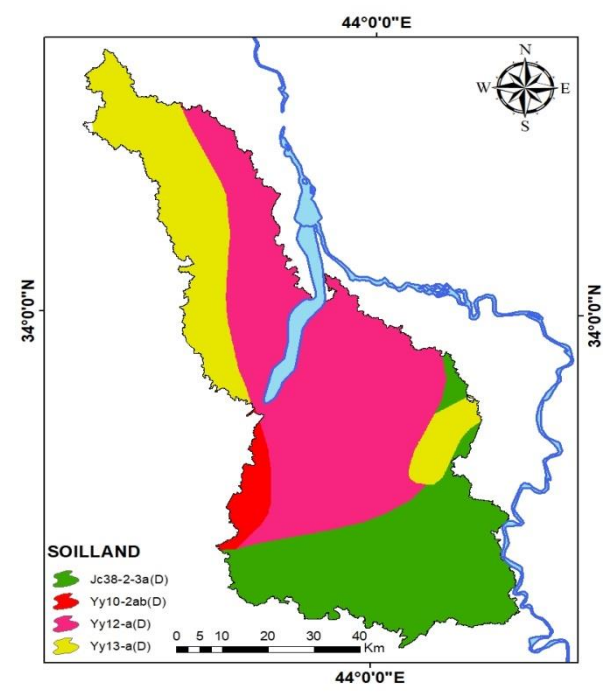 44°0'0"E
N
W E
S
34°0'0"N
34°0'0"N
SOILLAND
Jc38-2-3a(D)
Yy10-2ab(D)
Yy12-a(D)
Yy13-a(D)
0 5 10 20 30 40
Km
44°0'0"E